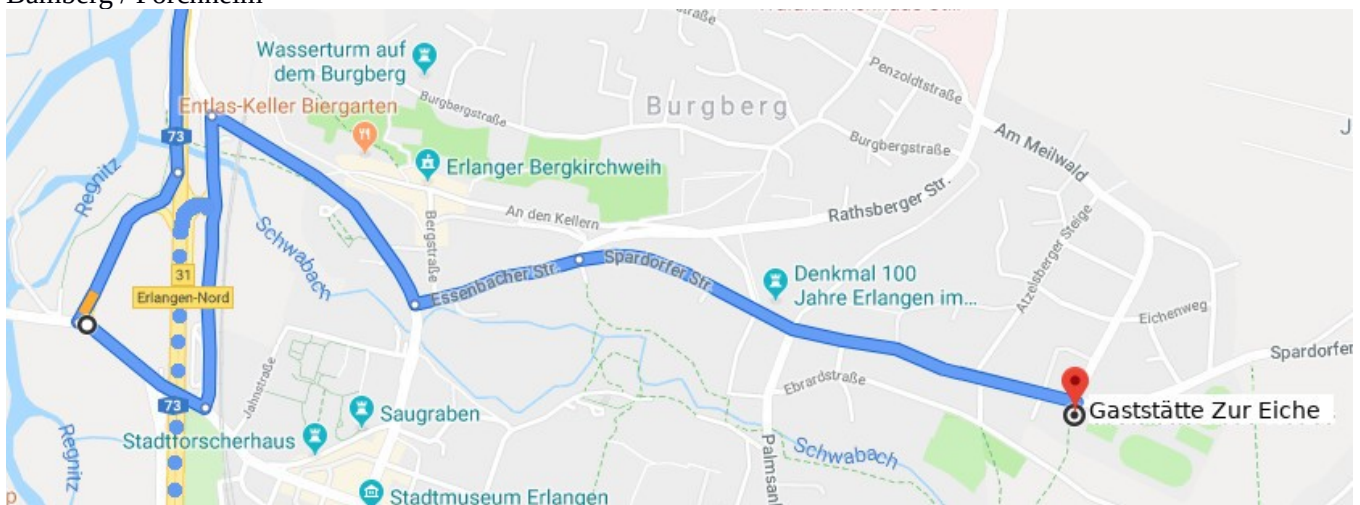 Bamberg / Forchheim
Wasserturm auf
dem Burgberg
Penzoldtstraße
Burgbergstraße
Entlas-Keller Biergarten
Burgberg
73
Am Meilwald
J
Burgbergstraße
Erlanger Bergkirchweih
Regnitz
Rathsberger Str.
An den Kellern
Bergstraße
Atzelsberger Steige
Schwabach
Essenbacher Str.
Spardorfer Str.
31
Erlangen-Nord
Denkmal 100
Jahre Erlangen im...
Eichenweg
Spardorfer
Jahnstraße
Ebrardstraße
73
Saugraben
Gaststätte Zur Eiche
Stadtforscherhaus
Regnitz
Schwabach
Palmsan
p
Stadtmuseum Erlangen